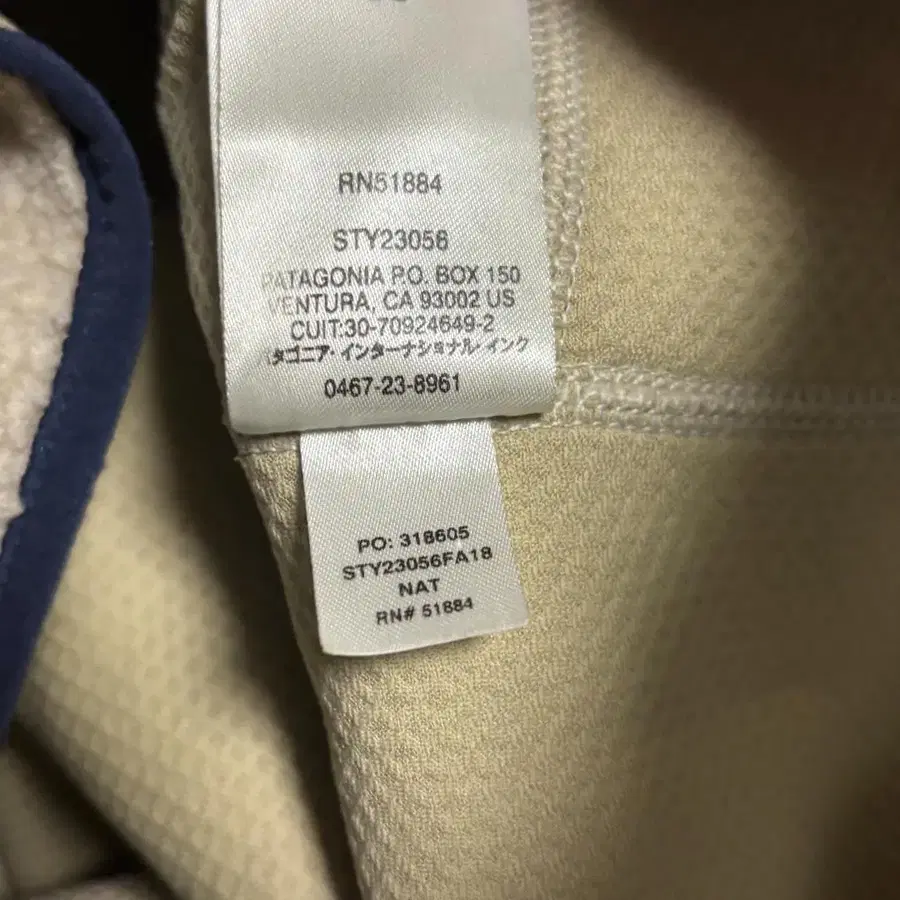 RN51884
STY23056
PATAGONIA P.O. BOX 150
VENTURA, CA 93002 US
CUIT:30-70924649-2
パタゴニア・インターナショナル・インク
0467-23-8961
PO: 318605
STY23056FA18
NAT
RN# 51884